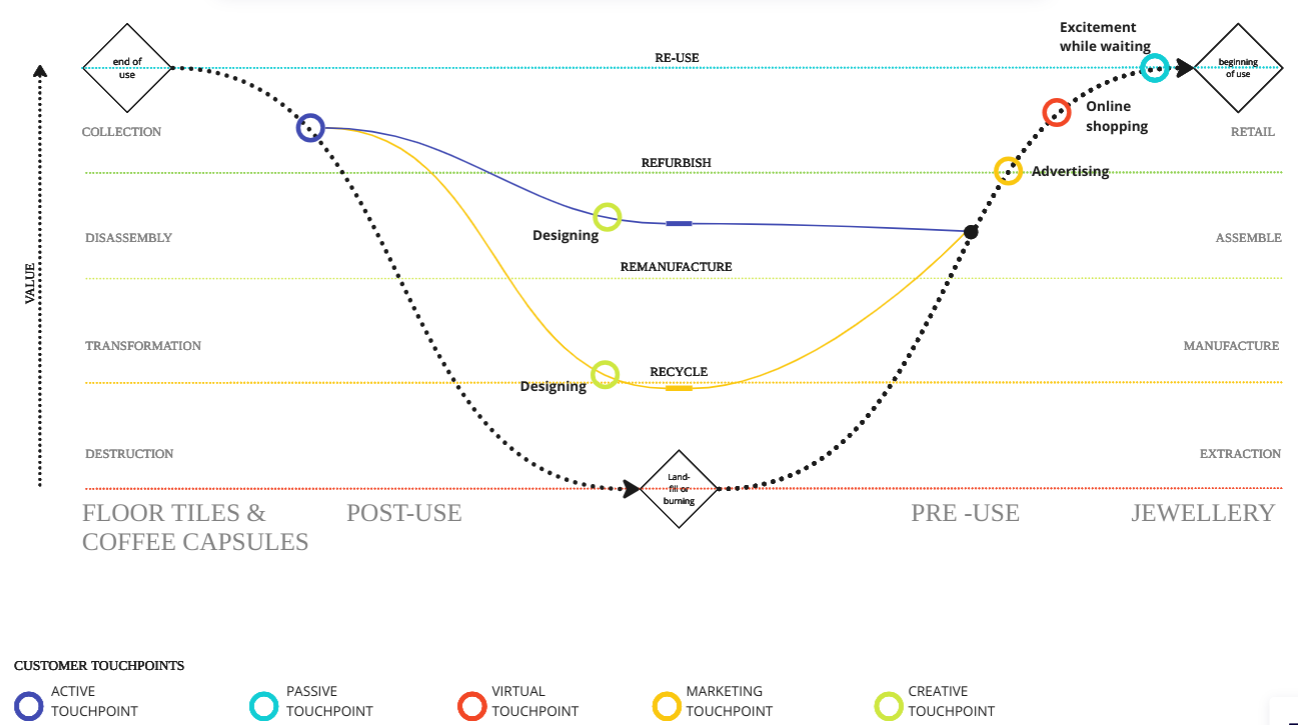 Excitement
while waiting
end of
use
RE-USE
beginning
of use
Online
shopping
COLLECTION
RETAIL
REFURBISH
Advertising
Designing
DISASSEMBLY
ASSEMBLE
REMANUFACTURE
VALUE
TRANSFORMATION
MANUFACTURE
RECYCLE
Designing
DESTRUCTION
EXTRACTION
Land-
fill or
burning
FLOOR TILES &
COFFEE CAPSULES
POST-USE
PRE -USE
JEWELLERY
CUSTOMER TOUCHPOINTS
ACTIVE
TOUCHPOINT
PASSIVE
TOUCHPOINT
VIRTUAL
TOUCHPOINT
MARKETING
TOUCHPOINT
CREATIVE
TOUCHPOINT